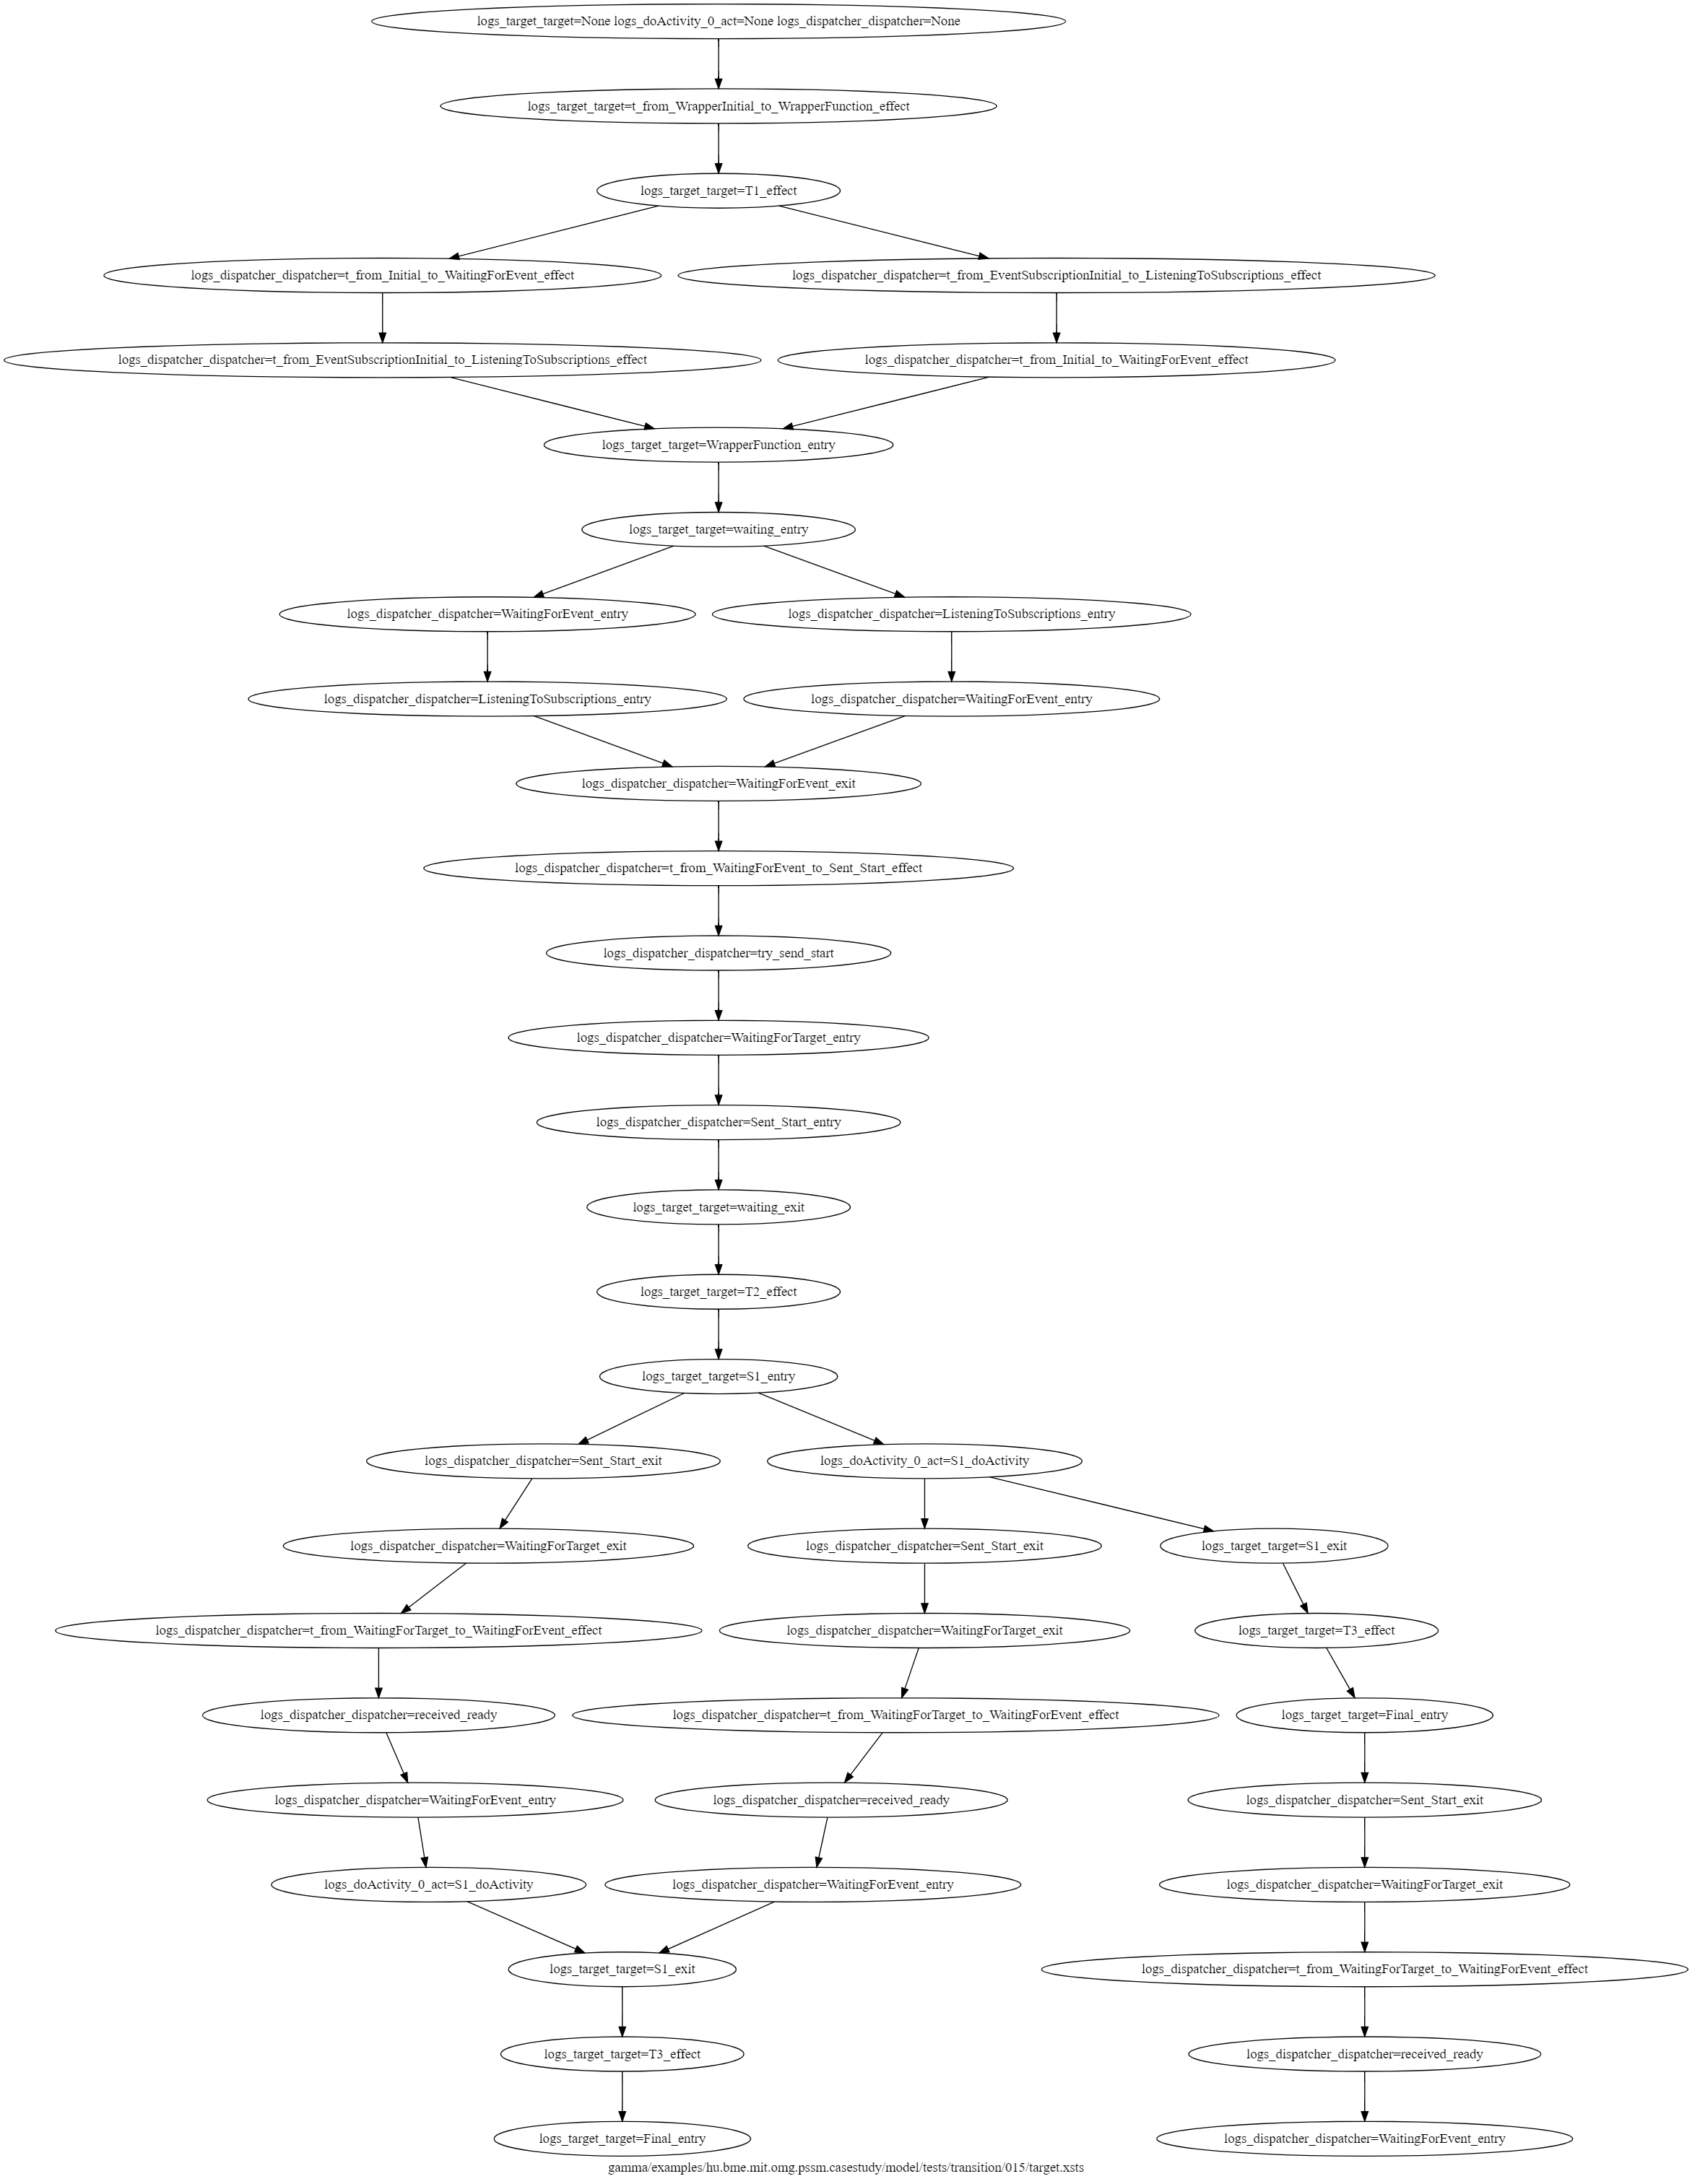 logs_target_target=None logs_doActivity_0_act=None logs_dispatcher_dispatcher=None
logs_target_target=t_from_WrapperInitial_to_WrapperFunction_effect
logs_target_target=T1_effect
logs_dispatcher_dispatcher=t_from_Initial_to_WaitingForEvent_effect
logs_dispatcher_dispatcher=t_from_EventSubscriptionInitial_to_ListeningToSubscriptions_effect
logs_dispatcher_dispatcher=t_from_EventSubscriptionInitial_to_ListeningToSubscriptions_effect
logs_dispatcher_dispatcher=t_from_Initial_to_WaitingForEvent_effect
logs_target_target=WrapperFunction_entry
logs_target_target=waiting_entry
logs_dispatcher_dispatcher=WaitingForEvent_entry
logs_dispatcher_dispatcher=ListeningToSubscriptions_entry
logs_dispatcher_dispatcher=ListeningToSubscriptions_entry
logs_dispatcher_dispatcher=WaitingForEvent_entry
logs_dispatcher_dispatcher=WaitingForEvent_exit
logs_dispatcher_dispatcher=t_from_WaitingForEvent_to_Sent_Start_effect
logs_dispatcher_dispatcher=try_send_start
logs_dispatcher_dispatcher=WaitingForTarget_entry
logs_dispatcher_dispatcher=Sent_Start_entry
logs_target_target=waiting_exit
logs_target_target=T2_effect
logs_target_target=S1_entry
logs_dispatcher_dispatcher=Sent_Start_exit
logs_doActivity_0_act=S1_doActivity
logs_dispatcher_dispatcher=WaitingForTarget_exit
logs_dispatcher_dispatcher=Sent_Start_exit
logs_target_target=S1_exit
logs_dispatcher_dispatcher=t_from_WaitingForTarget_to_WaitingForEvent_effect
logs_dispatcher_dispatcher=WaitingForTarget_exit
logs_target_target=T3_effect
logs_dispatcher_dispatcher=received_ready
logs_dispatcher_dispatcher=t_from_WaitingForTarget_to_WaitingForEvent_effect
logs_target_target=Final_entry
logs_dispatcher_dispatcher=WaitingForEvent_entry
logs_dispatcher_dispatcher=received_ready
logs_dispatcher_dispatcher=Sent_Start_exit
logs_doActivity_0_act=S1_doActivity
logs_dispatcher_dispatcher=WaitingForEvent_entry
logs_dispatcher_dispatcher=WaitingForTarget_exit
logs_target_target=S1_exit
logs_dispatcher_dispatcher=t_from_WaitingForTarget_to_WaitingForEvent_effect
logs_target_target=T3_effect
logs_dispatcher_dispatcher=received_ready
logs_target_target=Final_entry
logs_dispatcher_dispatcher=WaitingForEvent_entry
gamma/examples/hu.bme.mit.omg.pssm.casestudy/model/tests/transition/015/target.xsts